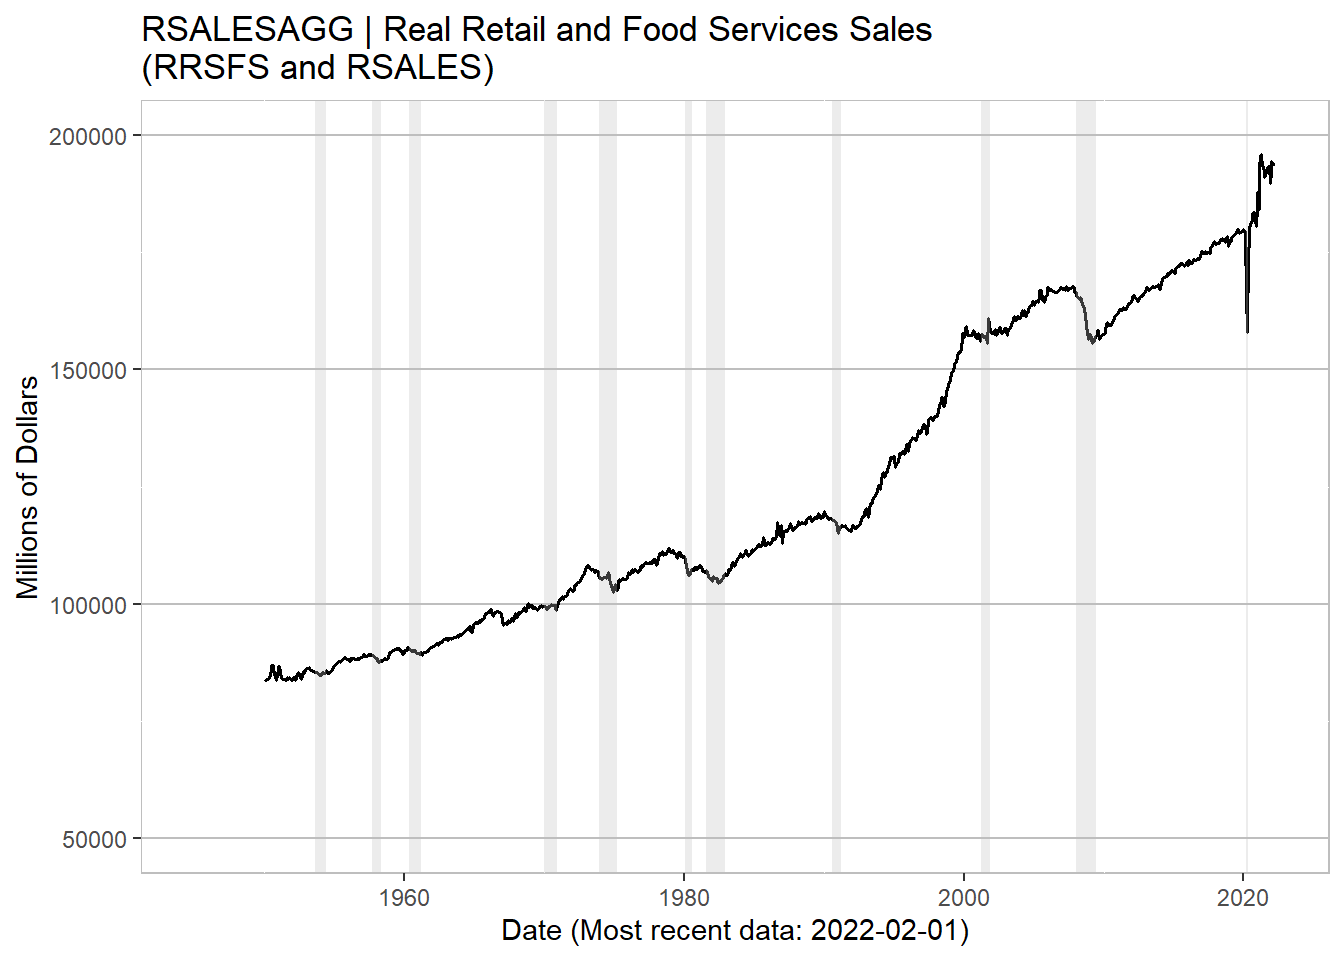 RSALESAGG | Real Retail and Food Services Sales
(RRSFS and RSALES)
200000
150000
100000
50000
Millions of Dollars
1960
1980
2000
2020
Date (Most recent data: 2022-02-01)